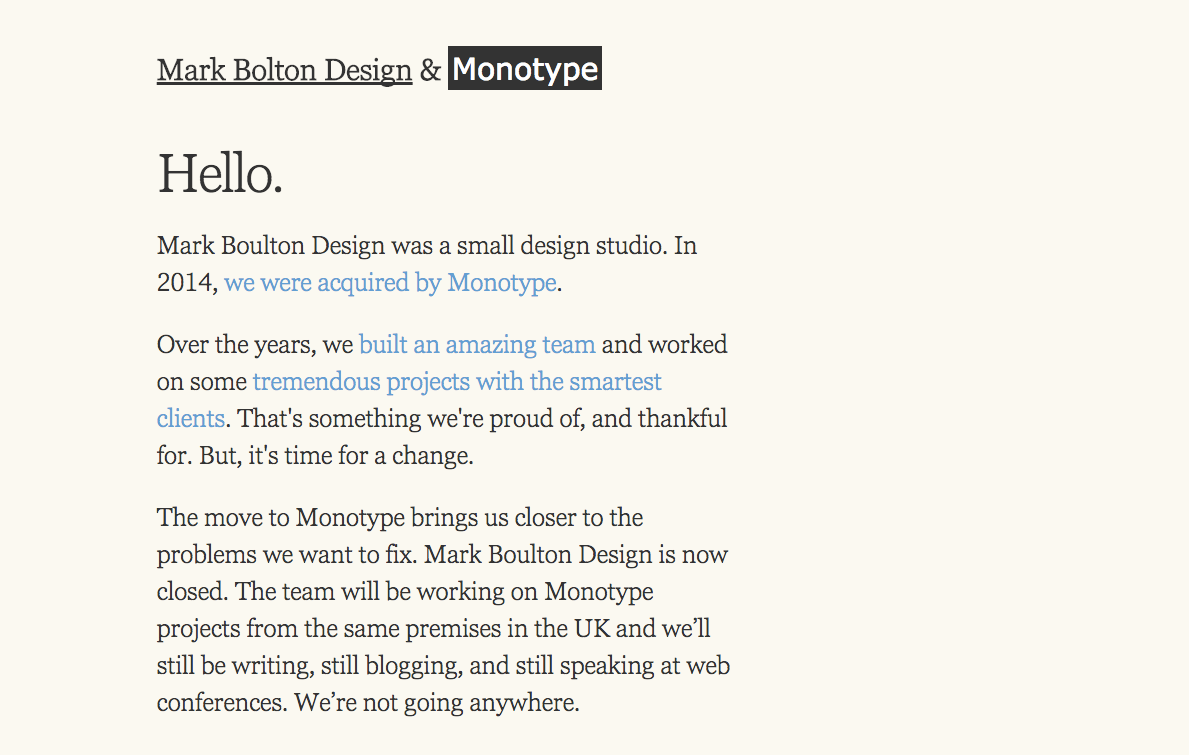 Mark Bolton Design & Monotype
Hello.
Mark Boulton Design was a small design studio. In
2014, we were acquired by Monotype.
Over the years, we built an amazing team and worked
on some tremendous projects with the smartest
clients. That's something we're proud of, and thankful
for. But, it's time for a change.
The move to Monotype brings us closer to the
problems we want to fix. Mark Boulton Design is now
closed. The team will be working on Monotype
projects from the same premises in the UK and we’ll
still be writing, still blogging, and still speaking at web
conferences. We’re not going anywhere.